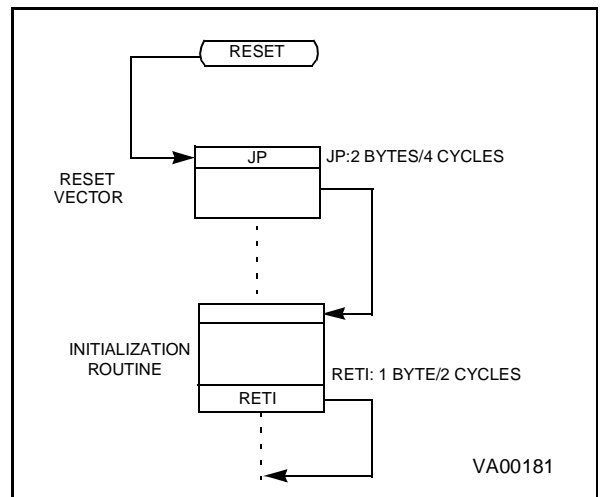 RESET
JP
JP:2 BYTES/4 CYCLES
RESET
VECTOR
INITIALIZATION
ROUTINE
RETI: 1 BYTE/2 CYCLES
RETI
VA00181